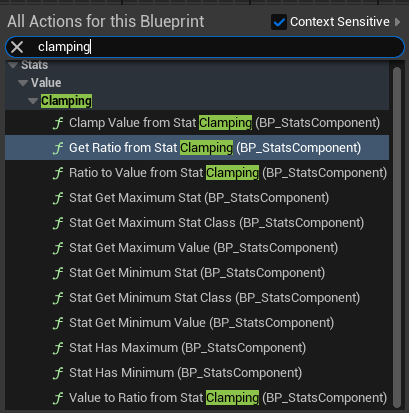 All Actions for this Blueprint Context Sensitive
clamping
Stats
Value
Clamping
Clamp Value from Stat Clamping (BP_StatsComponent)
Get Ratio from Stat Clamping (BP_StatsComponent)
Ratio to Value from Stat Clamping (BP_StatsComponent)
Stat Get Maximum Stat (BP_StatsComponent)
Stat Get Maximum Stat Class (BP_StatsComponent)
Stat Get Maximum Value (BP_StatsComponent)
Stat Get Minimum Stat (BP_StatsComponent)
Stat Get Minimum Stat Class (BP_StatsComponent)
Stat Get Minimum Value (BP_StatsComponent)
Stat Has Maximum (BP_StatsComponent)
Stat Has Minimum (BP_StatsComponent)
Value to Ratio from Stat Clamping (BP_StatsComponent)